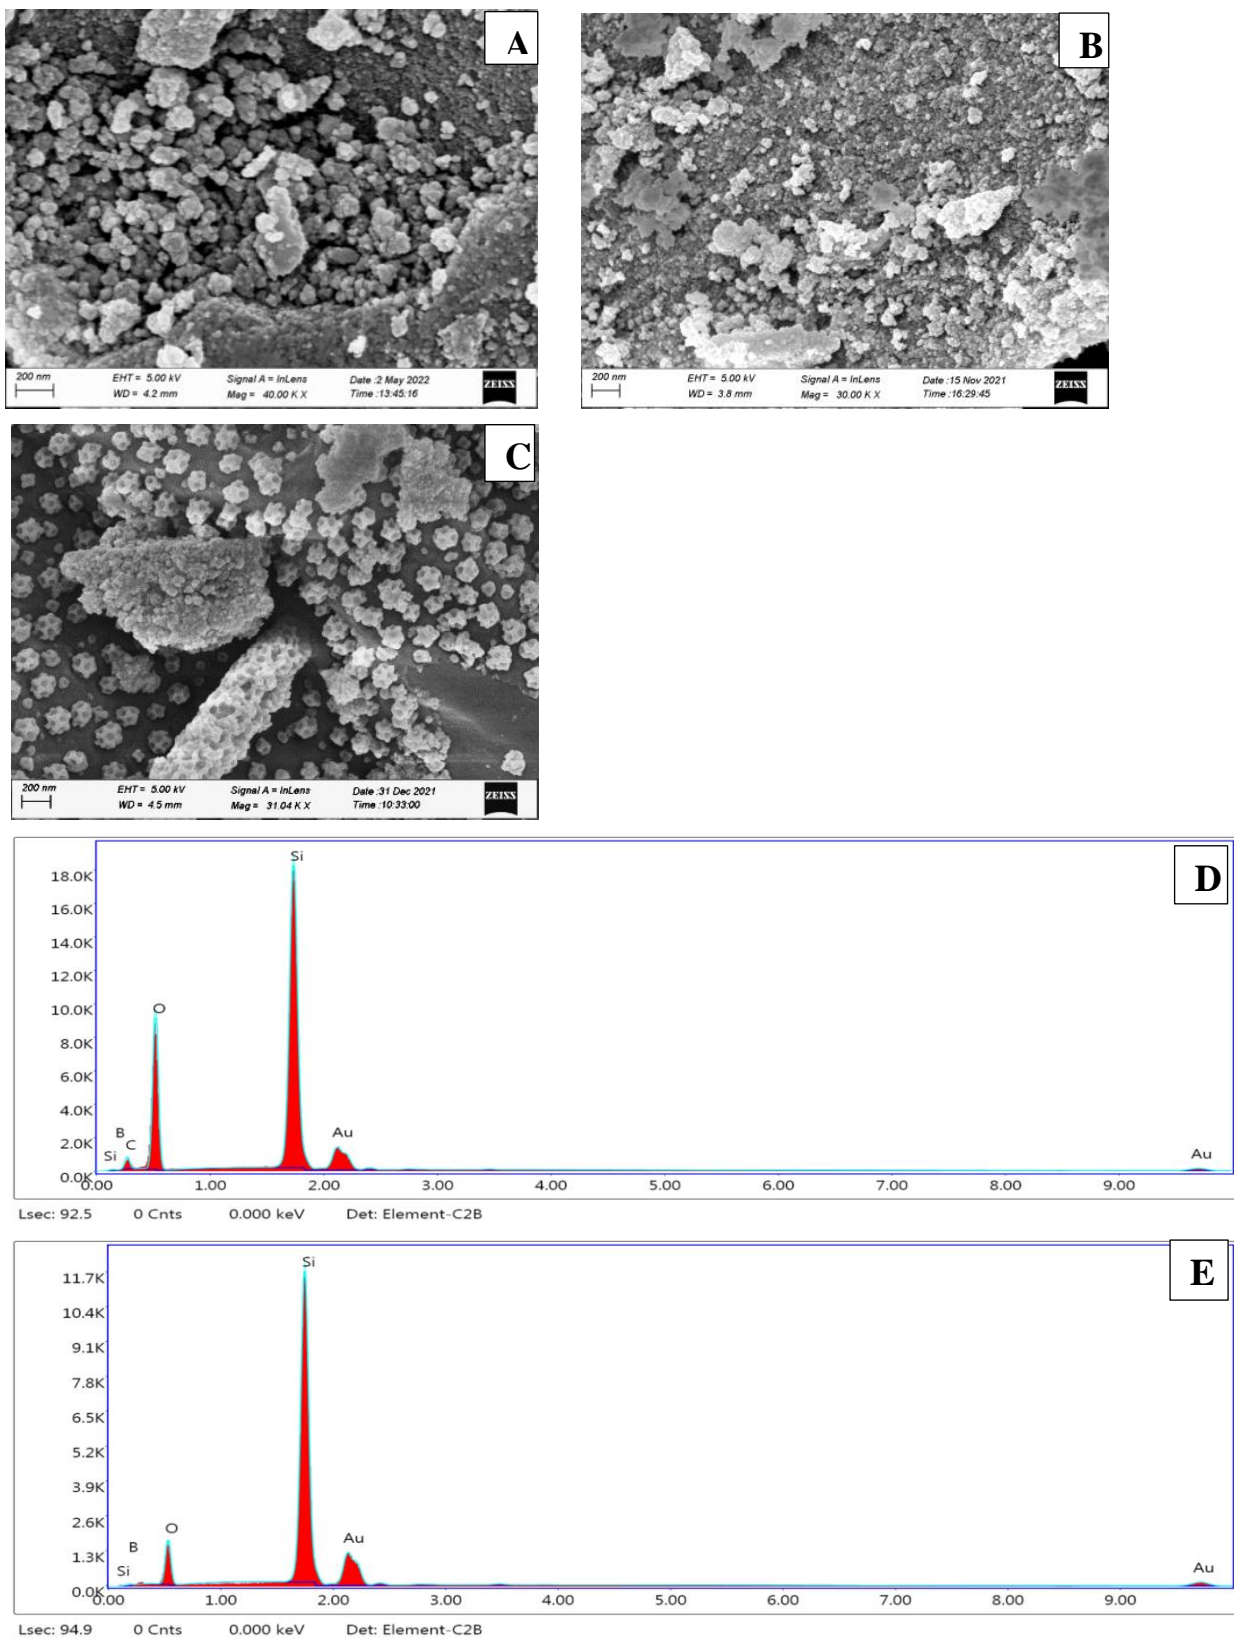 A
200 nm EHT = 5.00 kV Signal A = InLens Date :2 May 2022
WD = 4.2 mm Mag = 40.00 K X Time :13:45:16
ZEISS
B
200 nm EHT = 5.00 kV Signal A = InLens Date :15 Nov 2021
WD = 3.8 mm Mag = 30.00 K X Time :16:29:45
ZEISS
C
200 nm EHT = 5.00 kV Signal A = InLens Date :31 Dec 2021
WD = 4.5 mm Mag = 31.04 K X Time :10:33:00
ZEISS
D
Si
18.0K
16.0K
14.0K
12.0K
10.0K
O
8.0K
6.0K
4.0K
2.0K
B
C
Si
Au
Au
0.0K
0.00 1.00 2.00 3.00 4.00 5.00 6.00 7.00 8.00 9.00
Lsec: 92.5 0 Cnts 0.000 keV Det: Element-C2B
E
Si
11.7K
10.4K
9.1K
7.8K
6.5K
5.2K
3.9K
2.6K
O
B
Au
1.3K
Si
Au
0.0K
0.00 1.00 2.00 3.00 4.00 5.00 6.00 7.00 8.00 9.00
Lsec: 94.9 0 Cnts 0.000 keV Det: Element-C2B